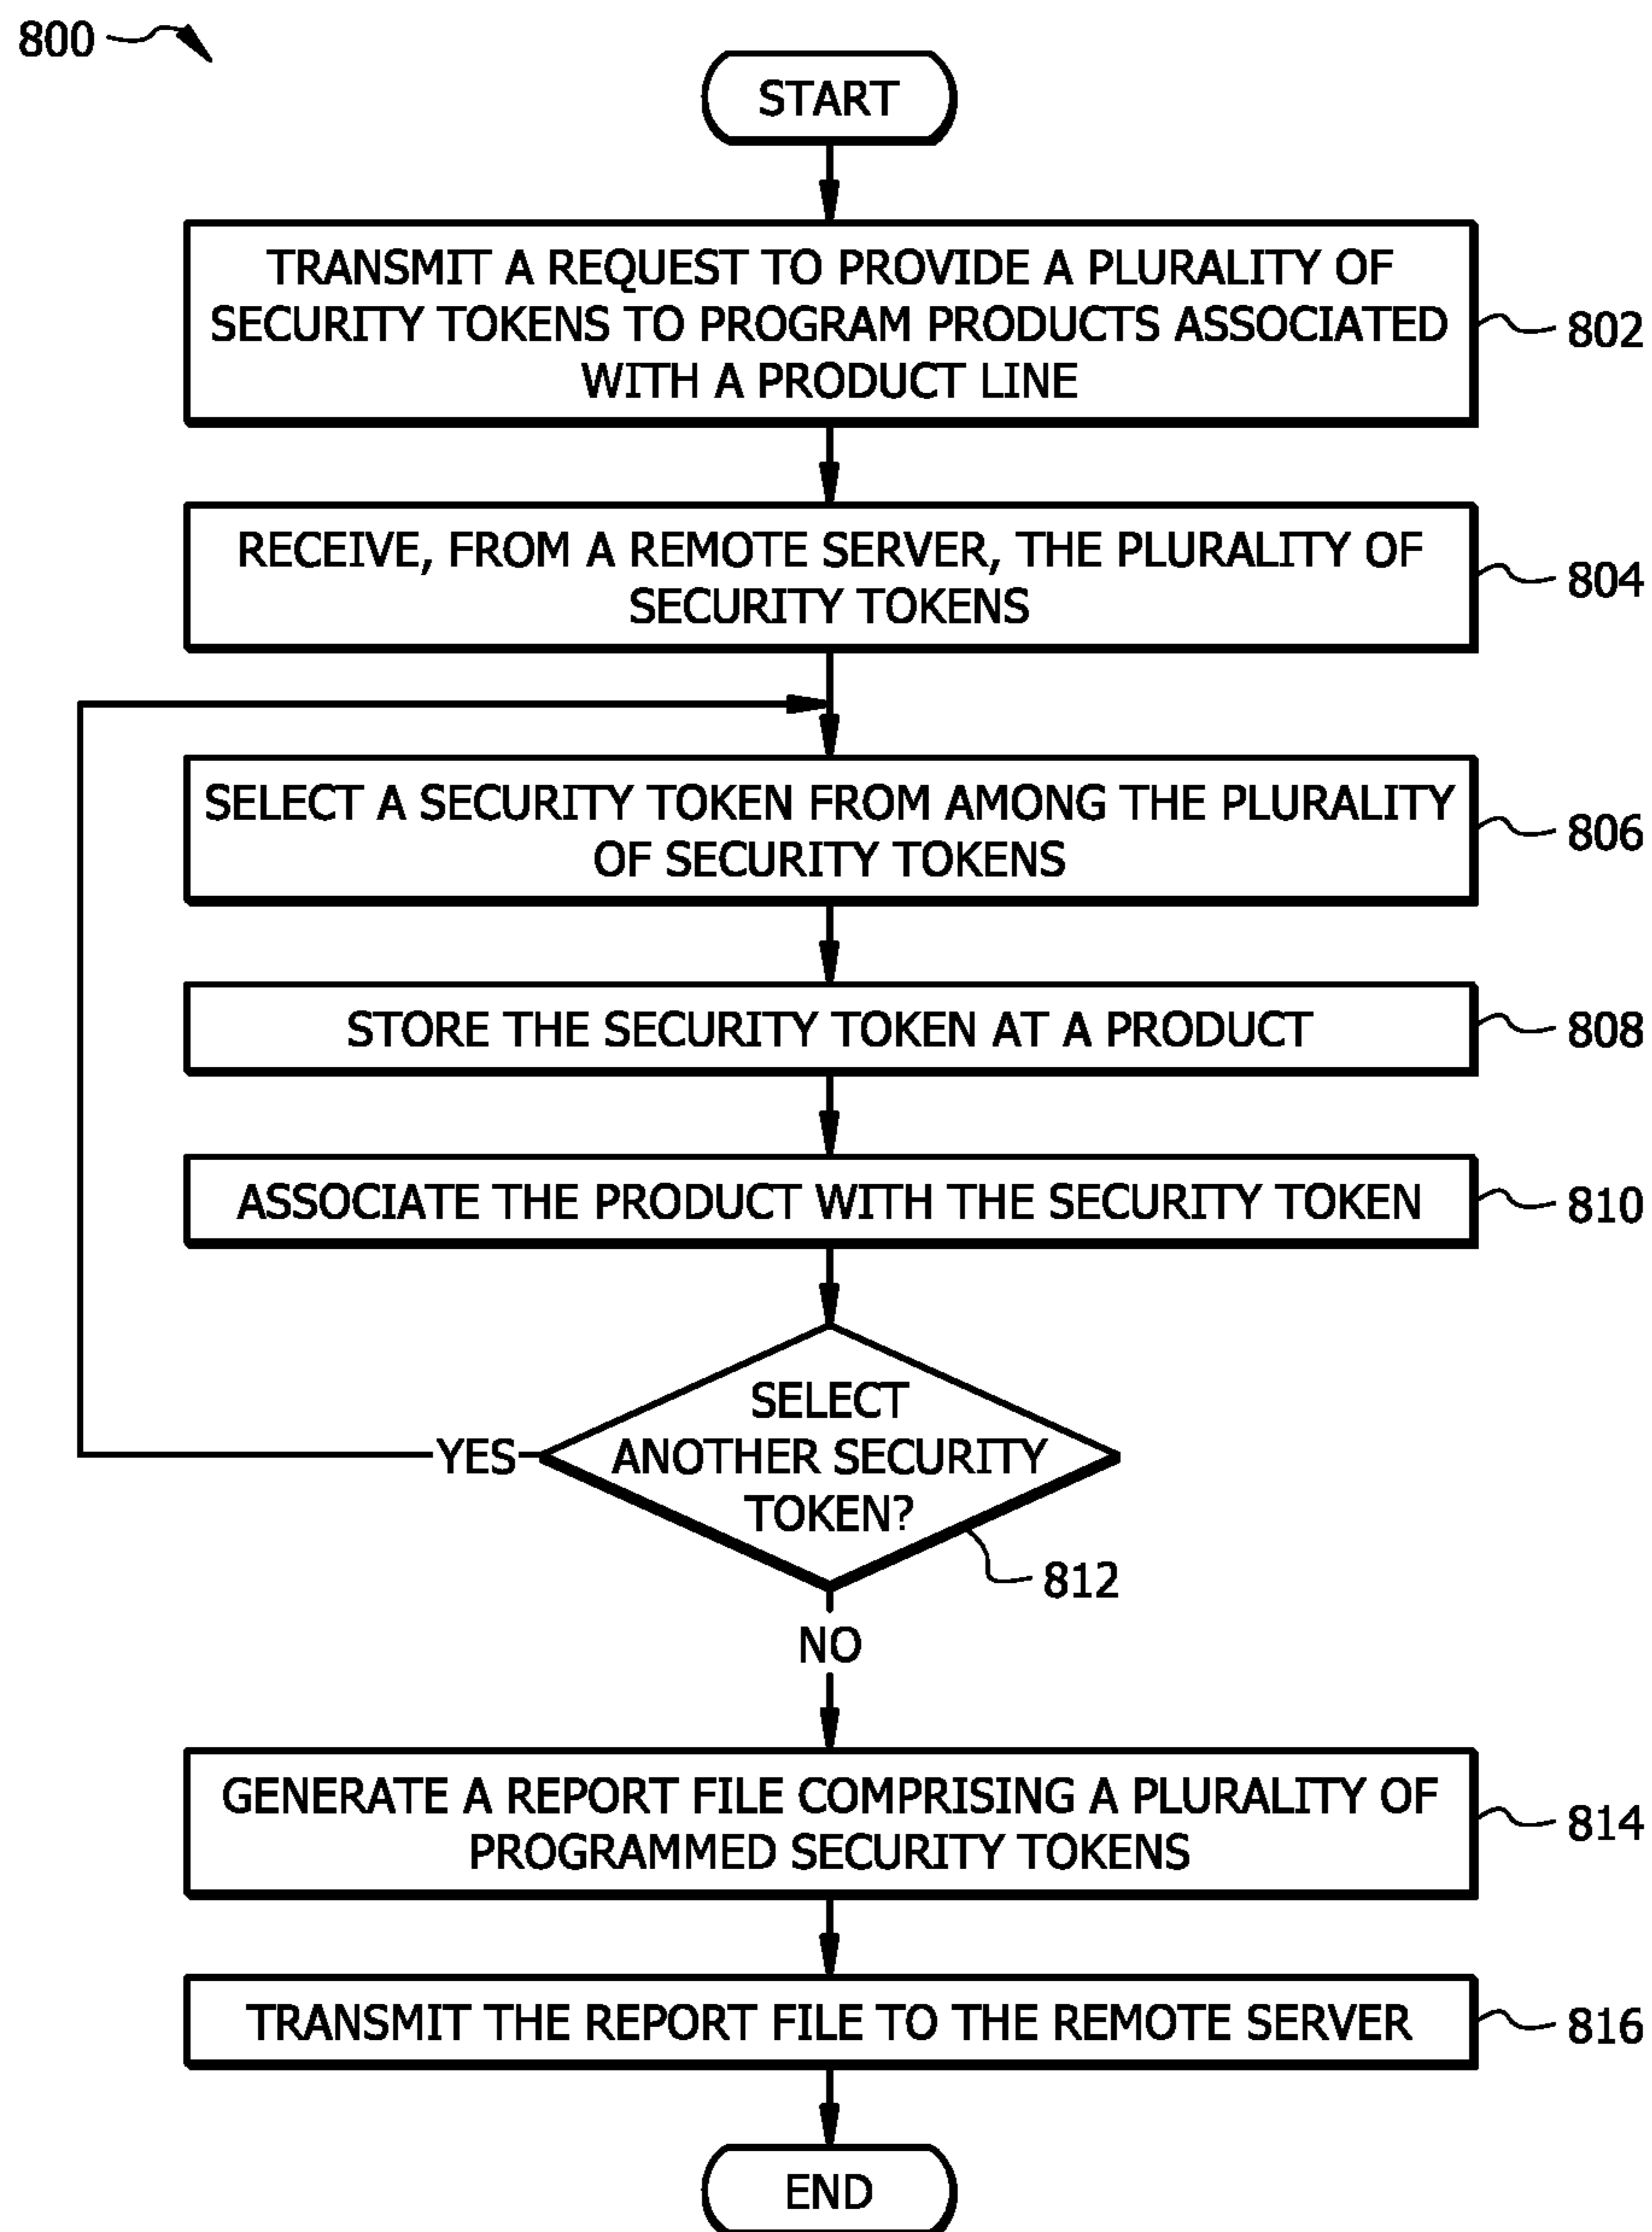 800
START
TRANSMIT A REQUEST TO PROVIDE A PLURALITY OF
SECURITY TOKENS TO PROGRAM PRODUCTS ASSOCIATED
WITH A PRODUCT LINE
802
RECEIVE, FROM A REMOTE SERVER, THE PLURALITY OF
SECURITY TOKENS
804
SELECT A SECURITY TOKEN FROM AMONG THE PLURALITY
OF SECURITY TOKENS
806
STORE THE SECURITY TOKEN AT A PRODUCT
808
ASSOCIATE THE PRODUCT WITH THE SECURITY TOKEN
810
SELECT
ANOTHER SECURITY
TOKEN?
YES
812
NO
GENERATE A REPORT FILE COMPRISING A PLURALITY OF
PROGRAMMED SECURITY TOKENS
814
TRANSMIT THE REPORT FILE TO THE REMOTE SERVER
816
END